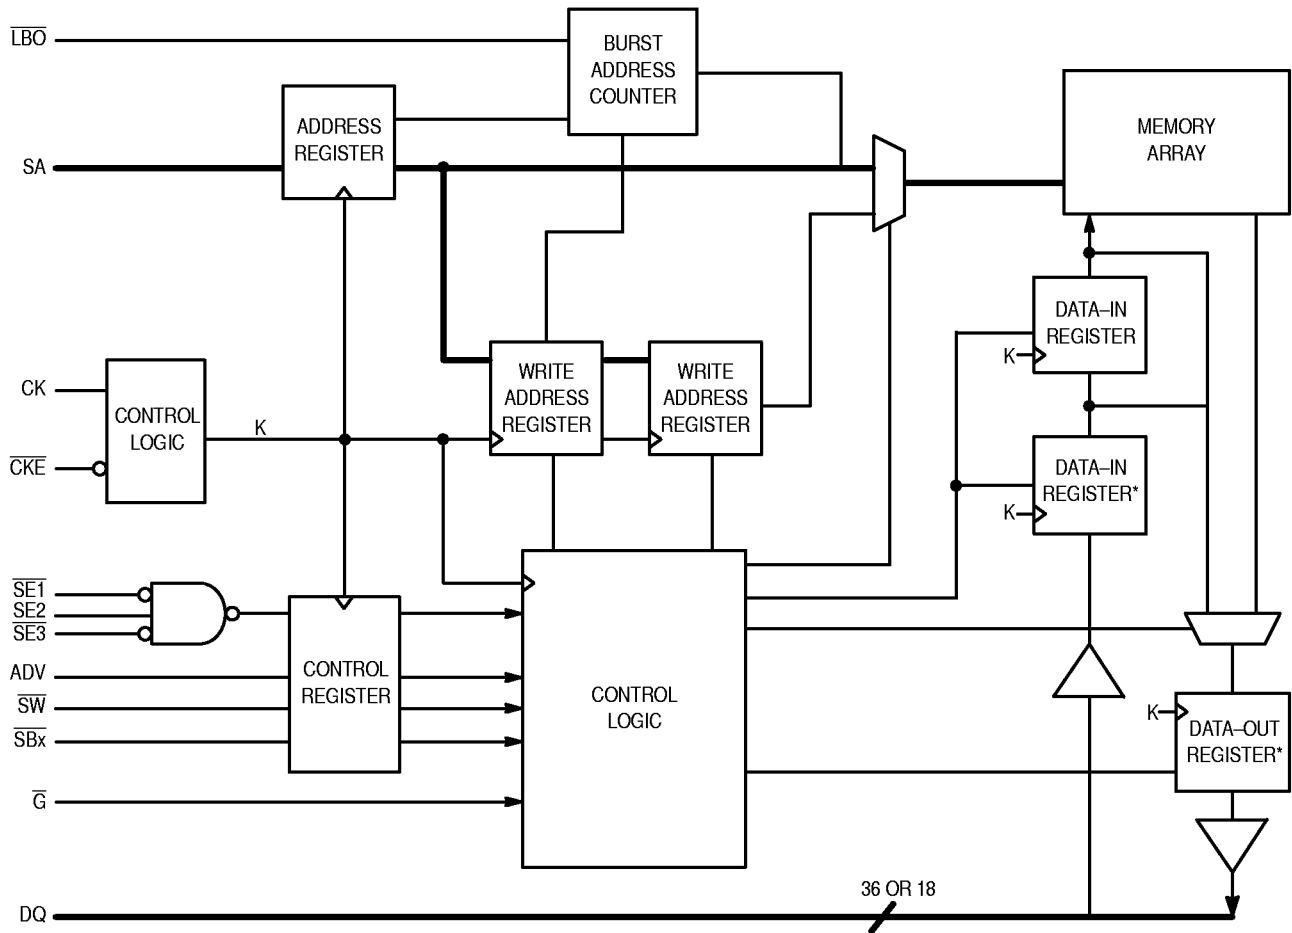 LBO
BURST
ADDRESS
COUNTER
ADDRESS
REGISTER
MEMORY
ARRAY
SA
DATA–IN
REGISTER
K
WRITE
ADDRESS
REGISTER
WRITE
ADDRESS
REGISTER
CK
CONTROL
LOGIC
K
CKE
DATA–IN
REGISTER*
K
SE1
SE2
SE3
ADV
SW
SBx
G
CONTROL
REGISTER
CONTROL
LOGIC
K
DATA–OUT
REGISTER*
36 OR 18
DQ